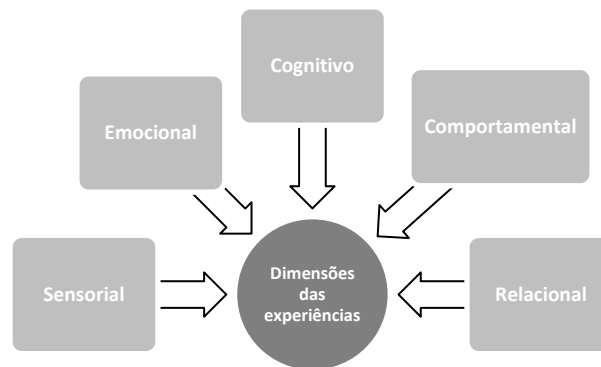 Cognitivo
Emocional
Comportamental
Sensorial
Dimensões
das
experiências
Relacional